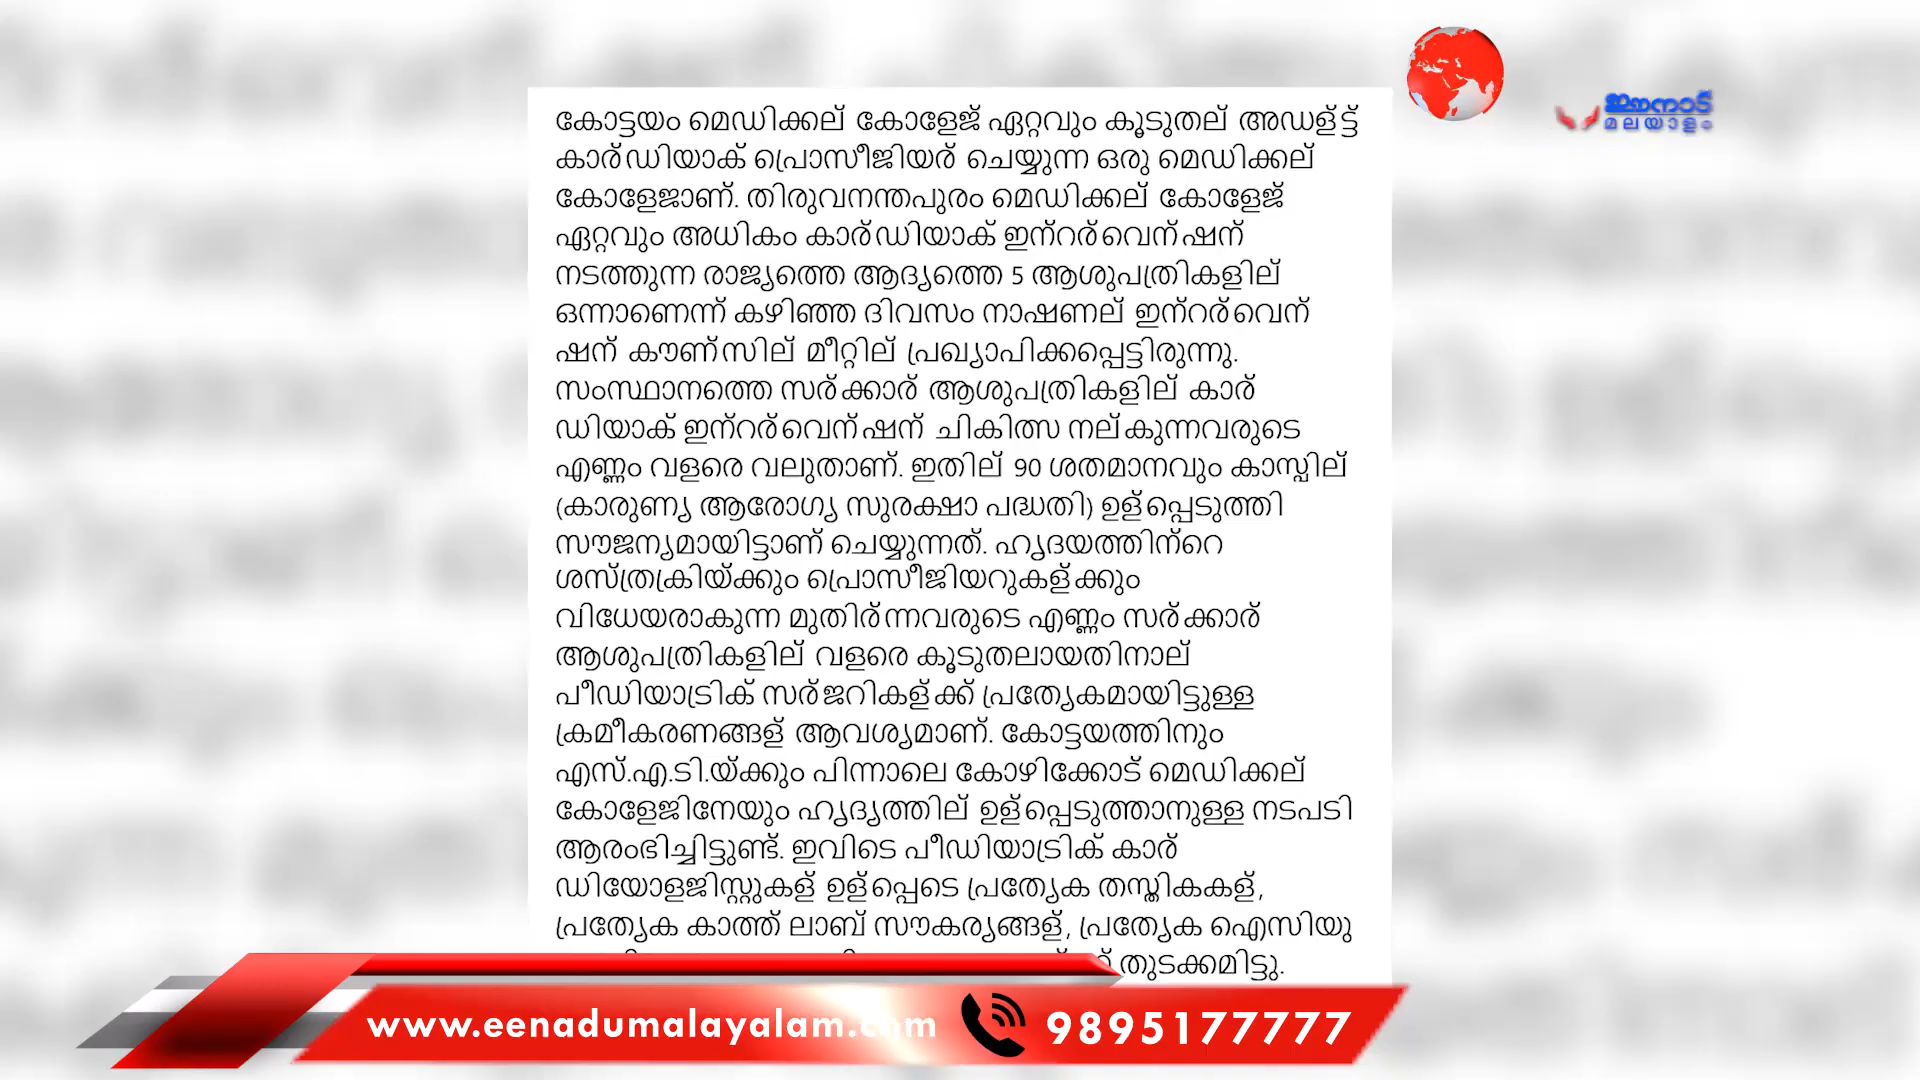 ഈനാട്
മലയാളം
കോട്ടയം മെഡിക്കല് കോളേജ് ഏറ്റവും കൂടുതല് അഡള്ട്ട്
കാര്ഡിയാക് പ്രൊസീജിയര് ചെയ്യുന്ന ഒരു മെഡിക്കല്
കോളേജാണ്. തിരുവനന്തപുരം മെഡിക്കല് കോളേജ്
ഏറ്റവും അധികം കാര്ഡിയാക് ഇന്റര്വെന്ഷന്
നടത്തുന്ന രാജ്യത്തെ ആദ്യത്തെ 5 ആശുപത്രികളില്
ഒന്നാണെന്ന് കഴിഞ്ഞ ദിവസം നാഷണല് ഇന്റര്വെന്
ഷന് കൗണ്സില് മീറ്റില് പ്രഖ്യാപിക്കപ്പെട്ടിരുന്നു.
സംസ്ഥാനത്തെ സര്ക്കാര് ആശുപത്രികളില് കാര്
ഡിയാക് ഇന്റര്വെന്ഷന് ചികിത്സ നല്കുന്നവരുടെ
എണ്ണം വളരെ വലുതാണ്. ഇതില് 90 ശതമാനവും കാസ്പില്
(കാരുണ്യ ആരോഗ്യ സുരക്ഷാ പദ്ധതി) ഉള്പ്പെടുത്തി
സൗജന്യമായിട്ടാണ് ചെയ്യുന്നത്. ഹൃദയത്തിന്റെ
ശസ്ത്രക്രിയ്ക്കും പ്രൊസീജിയറുകള്ക്കും
വിധേയരാകുന്ന മുതിര്ന്നവരുടെ എണ്ണം സര്ക്കാര്
ആശുപത്രികളില് വളരെ കൂടുതലായതിനാല്
പീഡിയാട്രിക് സര്ജറികള്ക്ക് പ്രത്യേകമായിട്ടുള്ള
ക്രമീകരണങ്ങള് ആവശ്യമാണ്. കോട്ടയത്തിനും
എസ്.എ.ടി.യ്ക്കും പിന്നാലെ കോഴിക്കോട് മെഡിക്കല്
കോളേജിനേയും ഹൃദ്യത്തില് ഉള്പ്പെടുത്താനുള്ള നടപടി
ആരംഭിച്ചിട്ടുണ്ട്. ഇവിടെ പീഡിയാട്രിക് കാര്
ഡിയോളജിസ്റ്റുകള് ഉള്പ്പെടെ പ്രത്യേക തസ്തികകള്,
പ്രത്യേക കാത്ത് ലാബ് സൗകര്യങ്ങള്, പ്രത്യേക ഐസിയു
തുടക്കമിട്ടു.
www.eenadumalayalam.com
9895177777